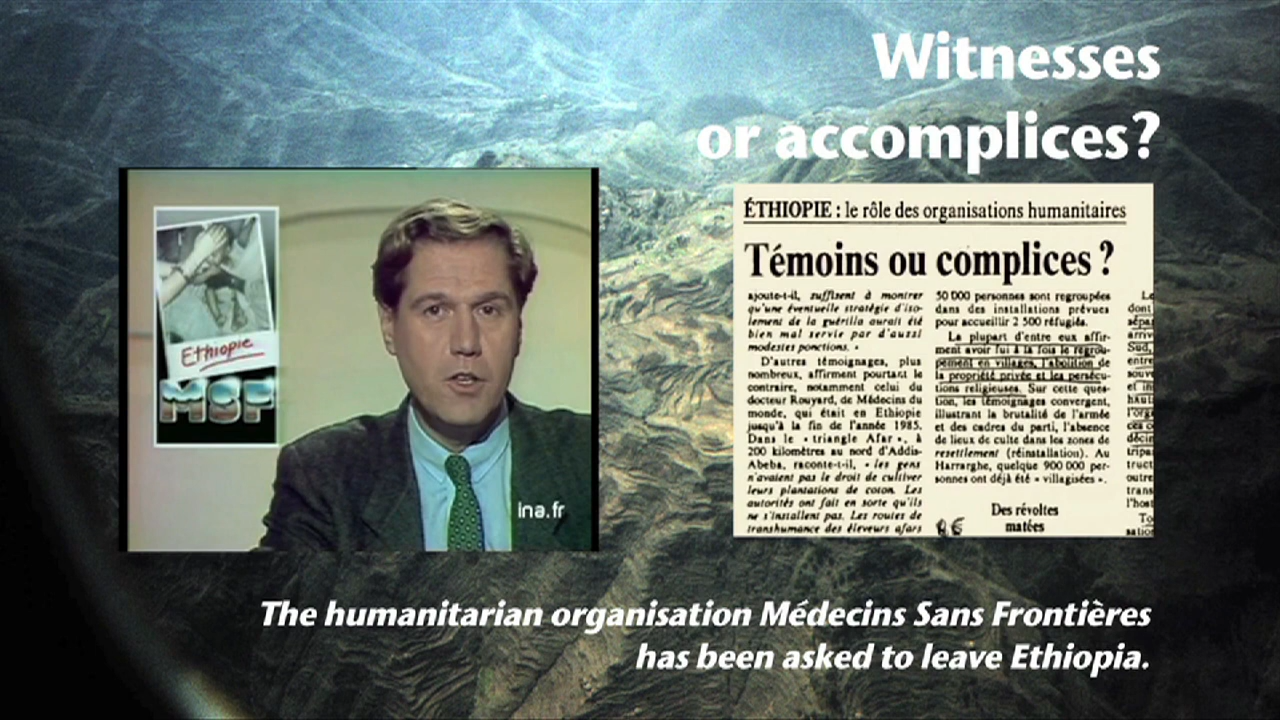 Witnesses
or accomplices?
Ethiopie
MSF
ina.fr
ÉTHIOPIE : le rôle des organisations humanitaires
Témoins ou complices ?
ajoute-t-il, suffisent à montrer
qu'une éventuelle stratégie d'iso-
lement de la guérilla aurait été
bien mal servie par d'aussi
modestes ponctions. »
D'autres témoignages, plus
nombreux, affirment pourtant le
contraire, notamment celui du
docteur Rouyard, de Médecins du
monde, qui était en Ethiopie
jusqu'à la fin de l'année 1985.
Dans le « triangle Afar », à
200 kilomètres au nord d'Addis-
Abeba, raconte-t-il, « les gens
n'avaient pas le droit de cultiver
leurs plantations de coton. Les
autorités ont fait en sorte qu'ils
ne s'installent pas. Les routes de
transhumance des éleveurs afars
50 000 personnes sont regroupées
dans des installations prévues
pour accueillir 2 500 réfugiés.
La plupart d'entre eux affir-
ment avoir fui à la fois le regrou-
pement en villages, l'abolition de
la propriété privée et les persécu-
tions religieuses. Sur cette ques-
tion, les témoignages convergent,
illustrant la brutalité de l'armée
et des cadres du parti, l'absence
de lieux de culte dans les zones de
resettlement (réinstallation). Au
Harrarghe, quelque 900 000 per-
sonnes ont déjà été « villagisées ».
Des révoltes
matées
The humanitarian organisation Médecins Sans Frontières
has been asked to leave Ethiopia.